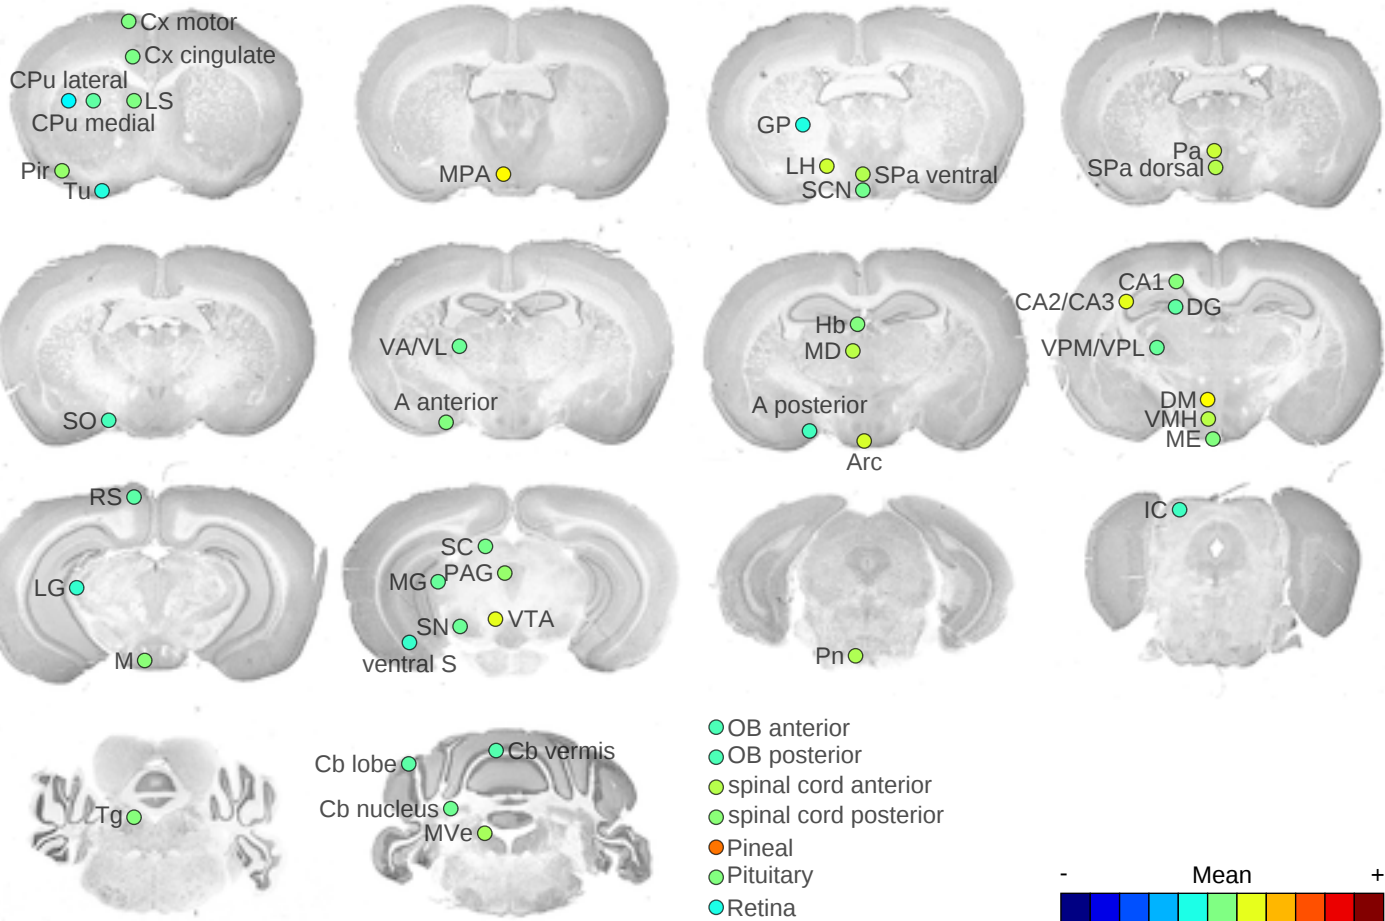 Cx motor
Cx cingulate
CPu lateral
LS
CPu medial
Pir
Tu
MPA
GP
LH
SPa ventral
SCN
Pa
SPa dorsal
SO
VA/VL
A anterior
Hb
MD
A posterior
Arc
CA1
CA2/CA3
DG
VPM/VPL
DM
VMH
ME
RS
LG
M
SC
MG
PAG
SN
VTA
ventral S
Pn
IC
Tg
Cb lobe
Cb vermis
Cb nucleus
MVe
OB anterior
OB posterior
spinal cord anterior
spinal cord posterior
Pineal
Pituitary
Retina
- Mean +